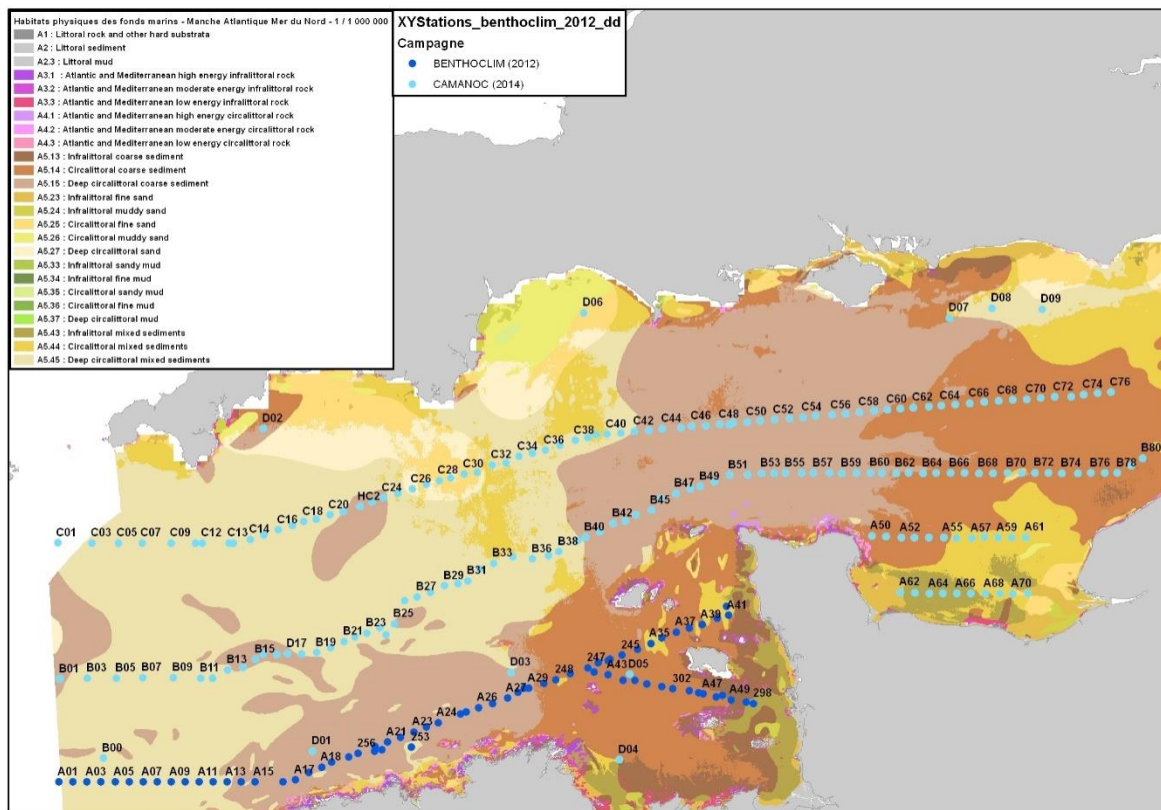 Habitats physiques des fonds marins - Manche Atlantique Mer du Nord - 1 / 1 000 000
A1 : Littoral rock and other hard substrata
A2 : Littoral sediment
A2.3 : Littoral mud
A3.1 : Atlantic and Mediterranean high energy infralittoral rock
A3.2 : Atlantic and Mediterranean moderate energy infralittoral rock
A3.3 : Atlantic and Mediterranean low energy infralittoral rock
A4.1 : Atlantic and Mediterranean high energy circalittoral rock
A4.2 : Atlantic and Mediterranean moderate energy circalittoral rock
A4.3 : Atlantic and Mediterranean low energy circalittoral rock
A5.13 : Infralittoral coarse sediment
A5.14 : Circalittoral coarse sediment
A5.15 : Deep circalittoral coarse sediment
A5.23 : Infralittoral fine sand
A5.24 : Infralittoral muddy sand
A5.25 : Circalittoral fine sand
A5.26 : Circalittoral muddy sand
A5.27 : Deep circalittoral sand
A5.33 : Infralittoral sandy mud
A5.34 : Infralittoral fine mud
A5.35 : Circalittoral sandy mud
A5.36 : Circalittoral fine mud
A5.37 : Deep circalittoral mud
A5.43 : Infralittoral mixed sediments
A5.44 : Circalittoral mixed sediments
A5.45 : Deep circalittoral mixed sediments
XYStations_benthoclim_2012_dd
Campagne
BENTHOCLIM (2012)
CAMANOC (2014)
D06
D07 D08 D09
D02
C01 C03 C05 C07 C09 C12 C13 C14 C16 C18 C20 HC2 C24 C26 C28 C30 C32 C34 C36 C38 C40 C42 C44 C46 C48 C50 C52 C54 C56 C58 C60 C62 C64 C66 C68 C70 C72 C74 C76
B01 B03 B05 B07 B09 B11 B13 B15 D17 B19 B21 B23 B25 B27 B29 B31 B33 B36 B38 B40 B42 B45 B47 B49 B51 B53 B55 B57 B59 B60 B62 B64 B66 B68 B70 B72 B74 B76 B78 B80
A50 A52 A55 A57 A59 A61
A62 A64 A66 A68 A70
D03
B00
D01
A01 A03 A05 A07 A09 A11 A13 A15 A17 A18 256 A21 253 A23 A24 A26 A27 A29 248 247 245 A35 A37 A39 A41
A43 D05 302 A47 A49 298
D04